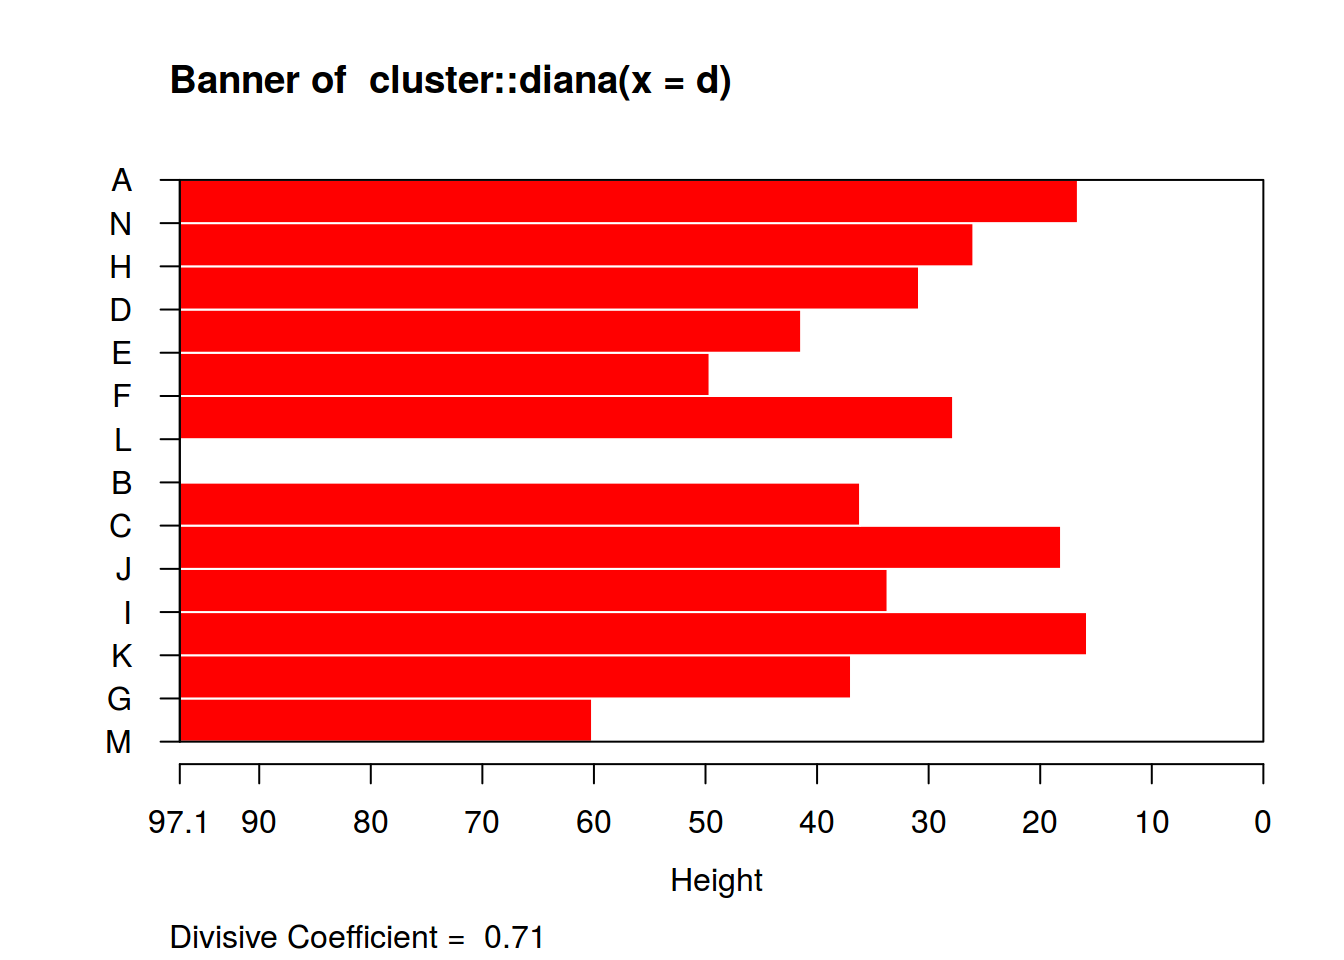 Banner of  cluster::diana(x = d)
A
N
H
D
E
F
L
B
C
J
I
K
G
M
97.1 90 80 70 60 50 40 30 20 10 0
Height
Divisive Coefficient =  0.71